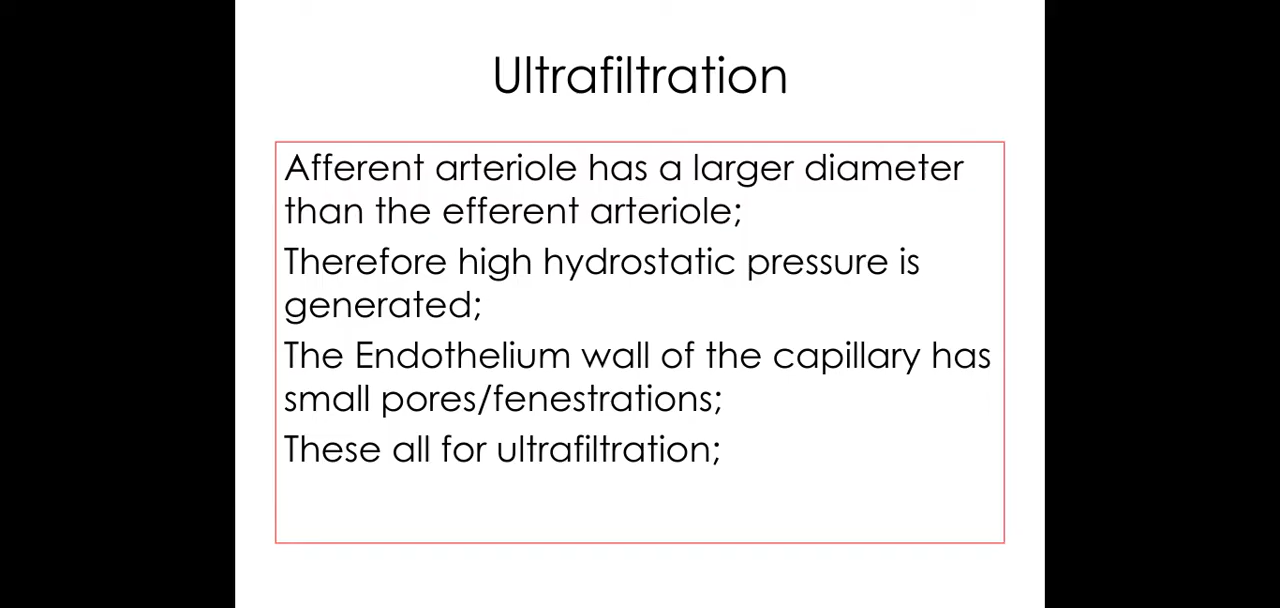 Ultrafiltration
Afferent arteriole has a larger diameter
than the efferent arteriole;
Therefore high hydrostatic pressure is
generated;
The Endothelium wall of the capillary has
small pores/fenestrations;
These all for ultrafiltration;